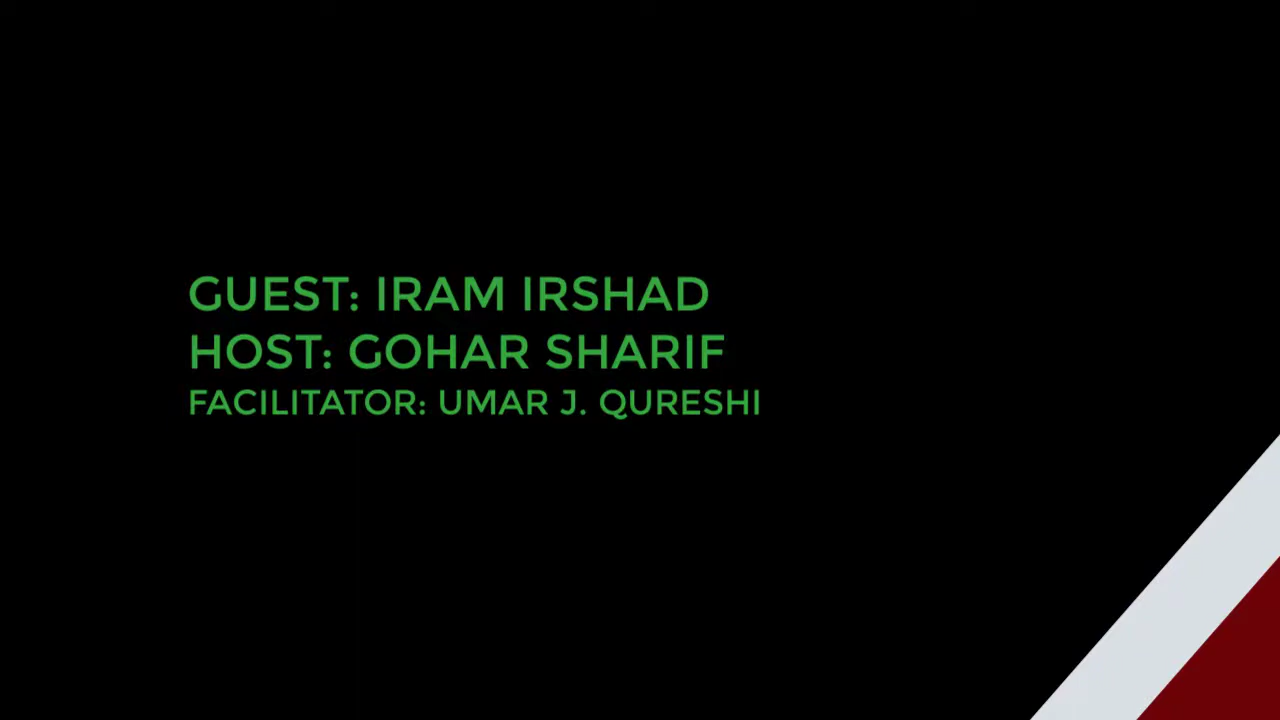 GUEST: IRAM IRSHAD
HOST: GOHAR SHARIF
FACILITATOR: UMAR J. QURESHI